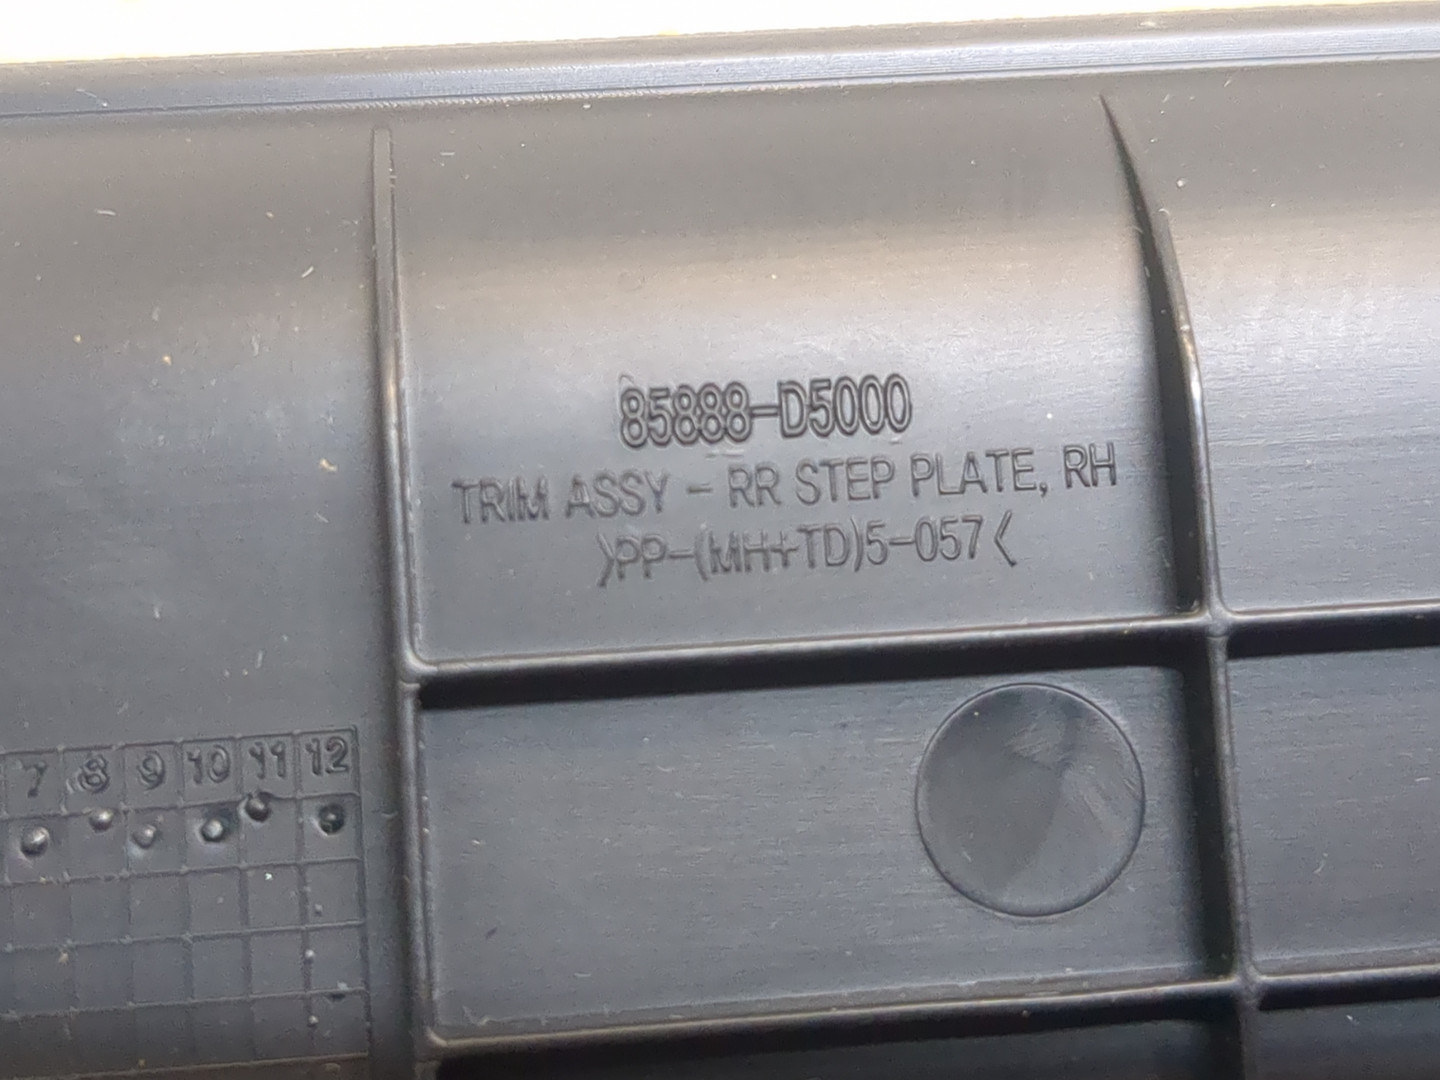 85888-D5000
TRIM ASSY - RR STEP PLATE, RH
>PP-(MH+TD)5-057<
7 8 9 10 11 12